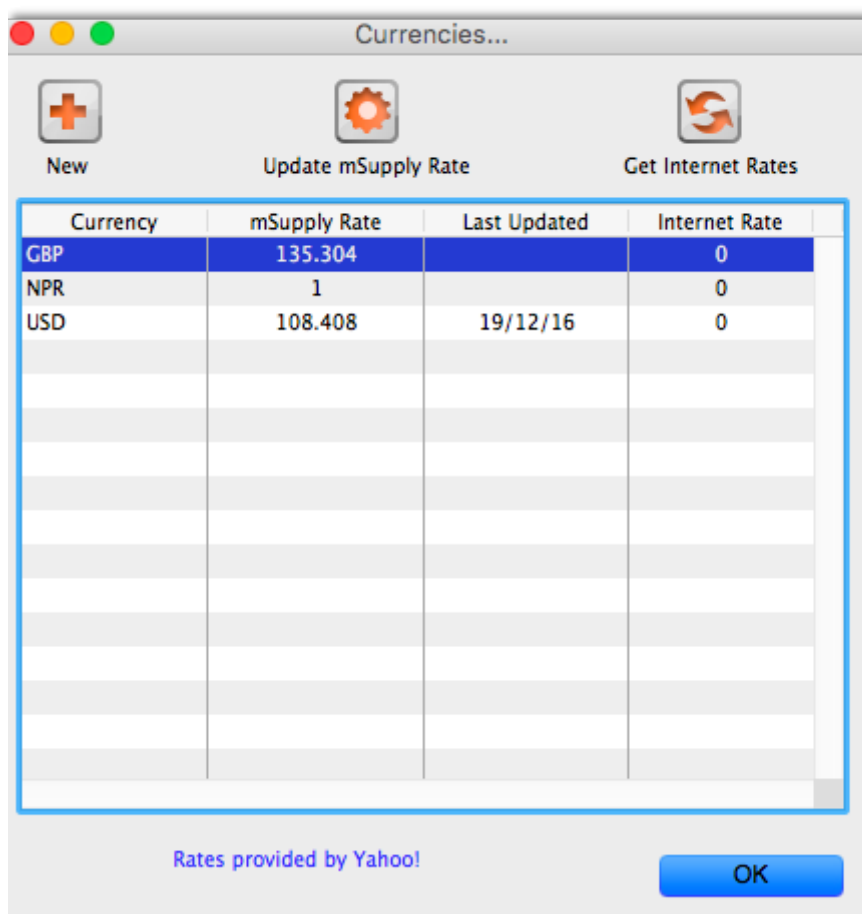 Currencies...
New Update mSupply Rate Get Internet Rates
Currency mSupply Rate Last Updated Internet Rate
GBP 135.304 0
NPR 1 0
USD 108.408 19/12/16 0
Rates provided by Yahoo!
OK